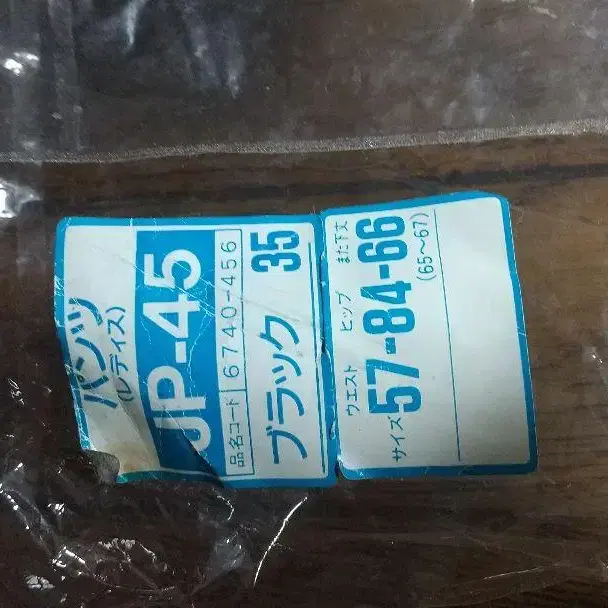 パンツ
(レディス)
JP-45
品名コード 6740-456
ブラック 35
ウエスト ヒップ また下丈
サイズ 57-84-66
(65~67)